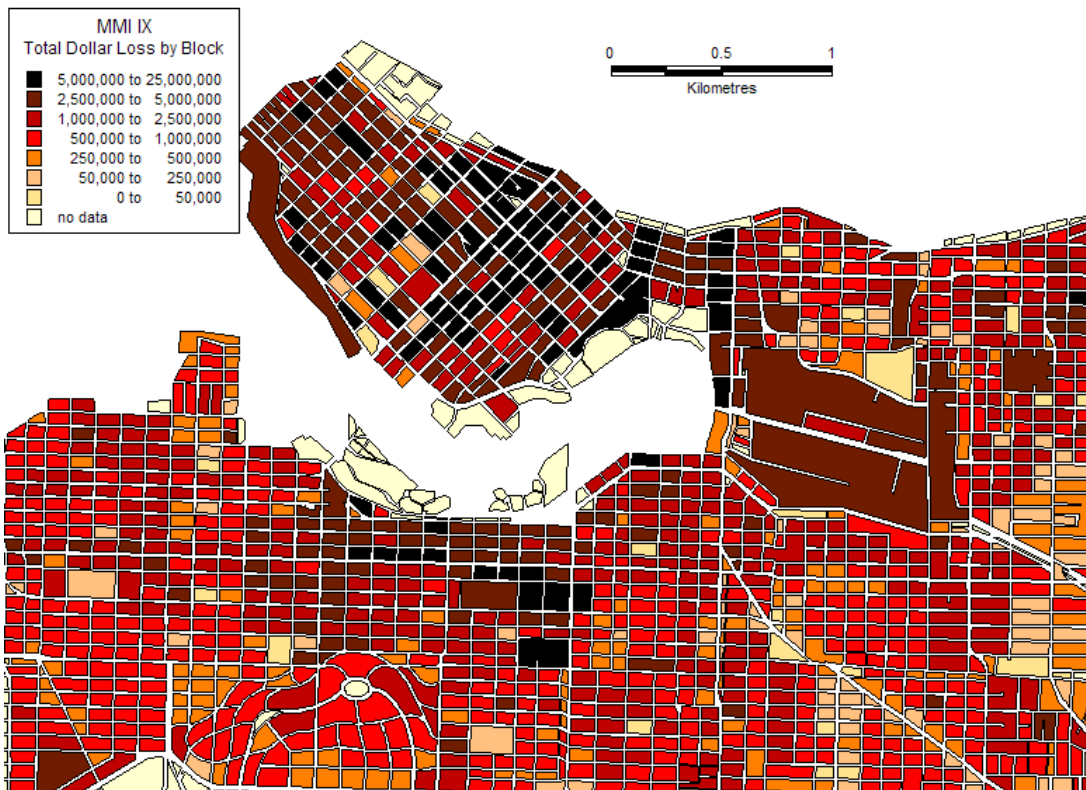 MMI IX
Total Dollar Loss by Block
5,000,000 to 25,000,000
2,500,000 to 5,000,000
1,000,000 to 2,500,000
500,000 to 1,000,000
250,000 to 500,000
50,000 to 250,000
0 to 50,000
no data
0 0.5 1
Kilometres